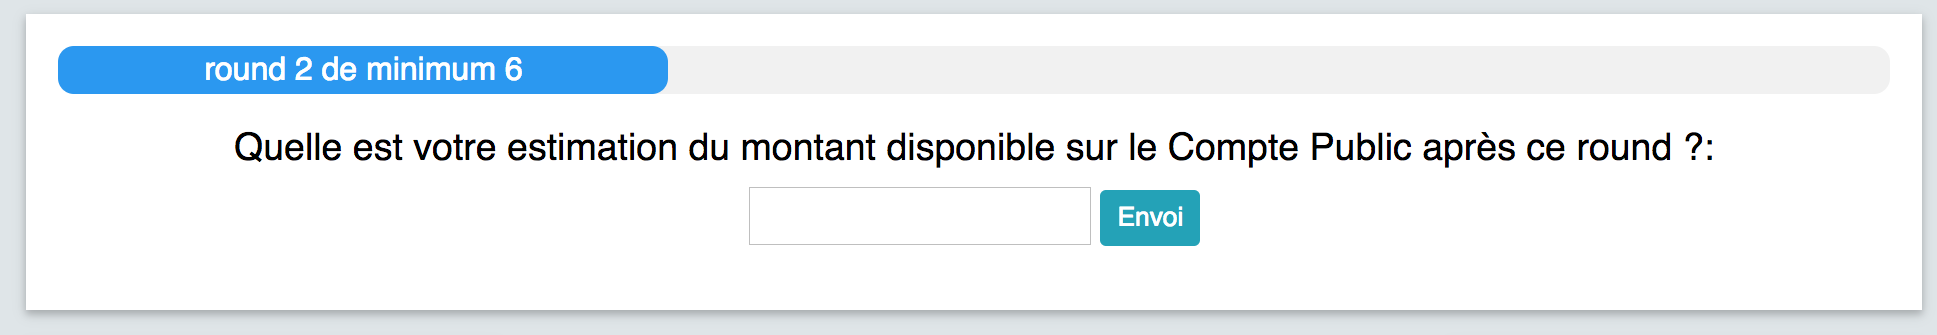 round 2 de minimum 6
Quelle est votre estimation du montant disponible sur le Compte Public après ce round ?:
Envoi